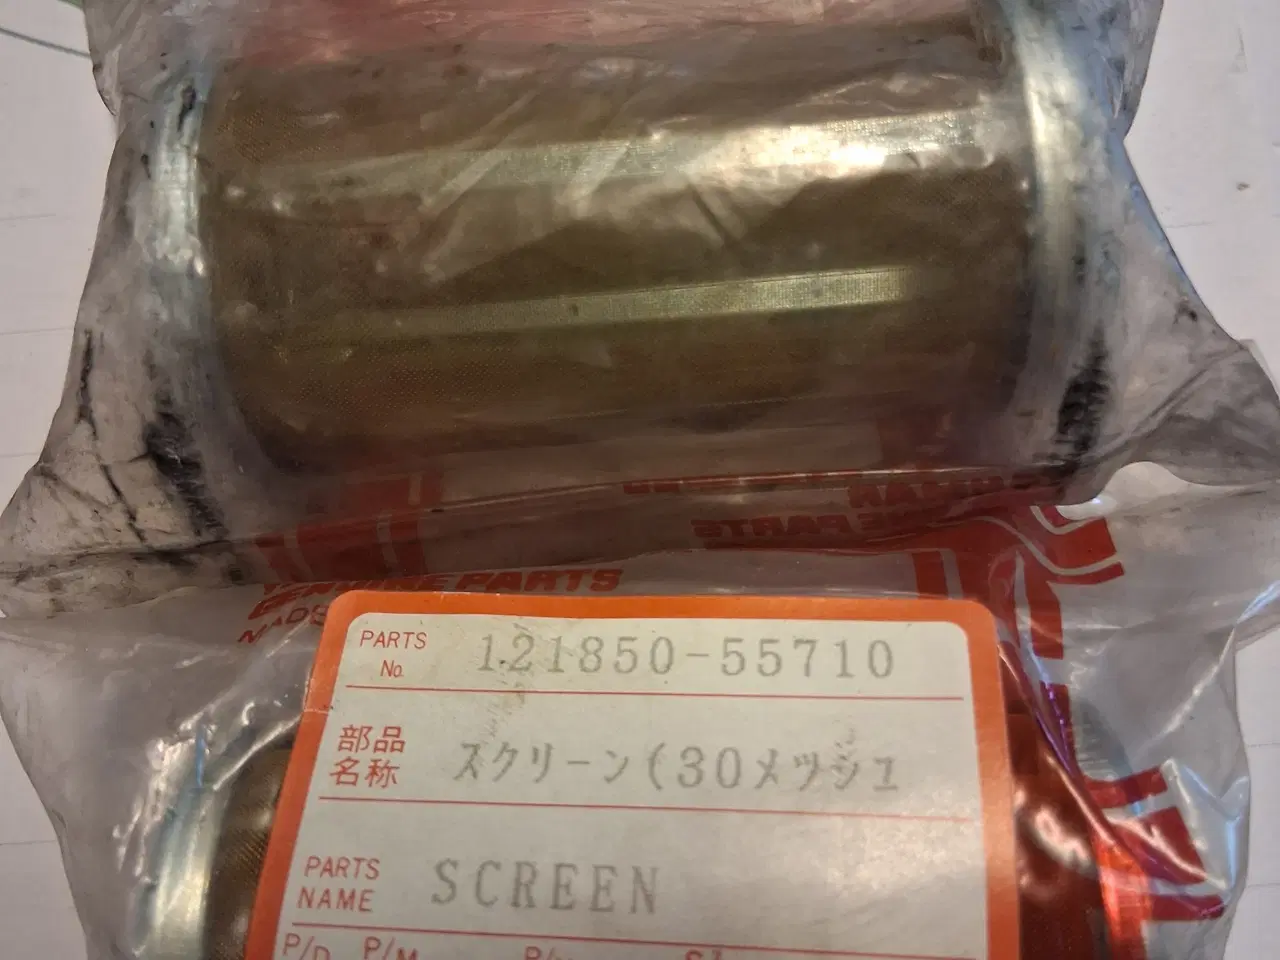 GENUINE PARTS
PARTS
No.
121850-55710
部品
名称
スクリーン(30メッシュ
PARTS
NAME
SCREEN
P/D P/M